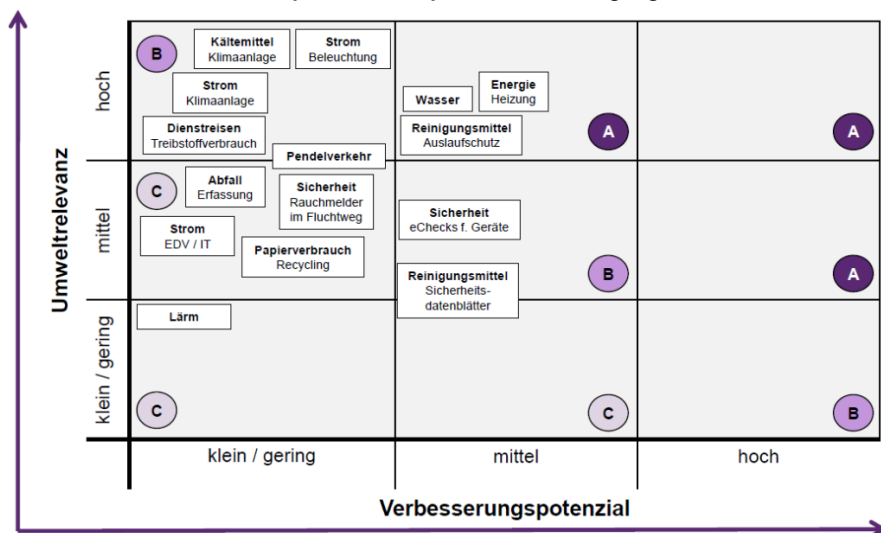 Umweltrelevanz
hoch
mittel
klein / gering
B
Kältemittel
Klimaanlage
Strom
Beleuchtung
Strom
Klimaanlage
Dienstreisen
Treibstoffverbrauch
Pendelverkehr
Wasser
Energie
Heizung
Reinigungsmittel
Auslaufschutz
A
A
C
Abfall
Erfassung
Sicherheit
Rauchmelder
im Fluchtweg
Strom
EDV / IT
Papierverbrauch
Recycling
Sicherheit
eChecks f. Geräte
Reinigungsmittel
Sicherheits-
datenblätter
B
A
Lärm
C
C
B
klein / gering
mittel
hoch
Verbesserungspotenzial